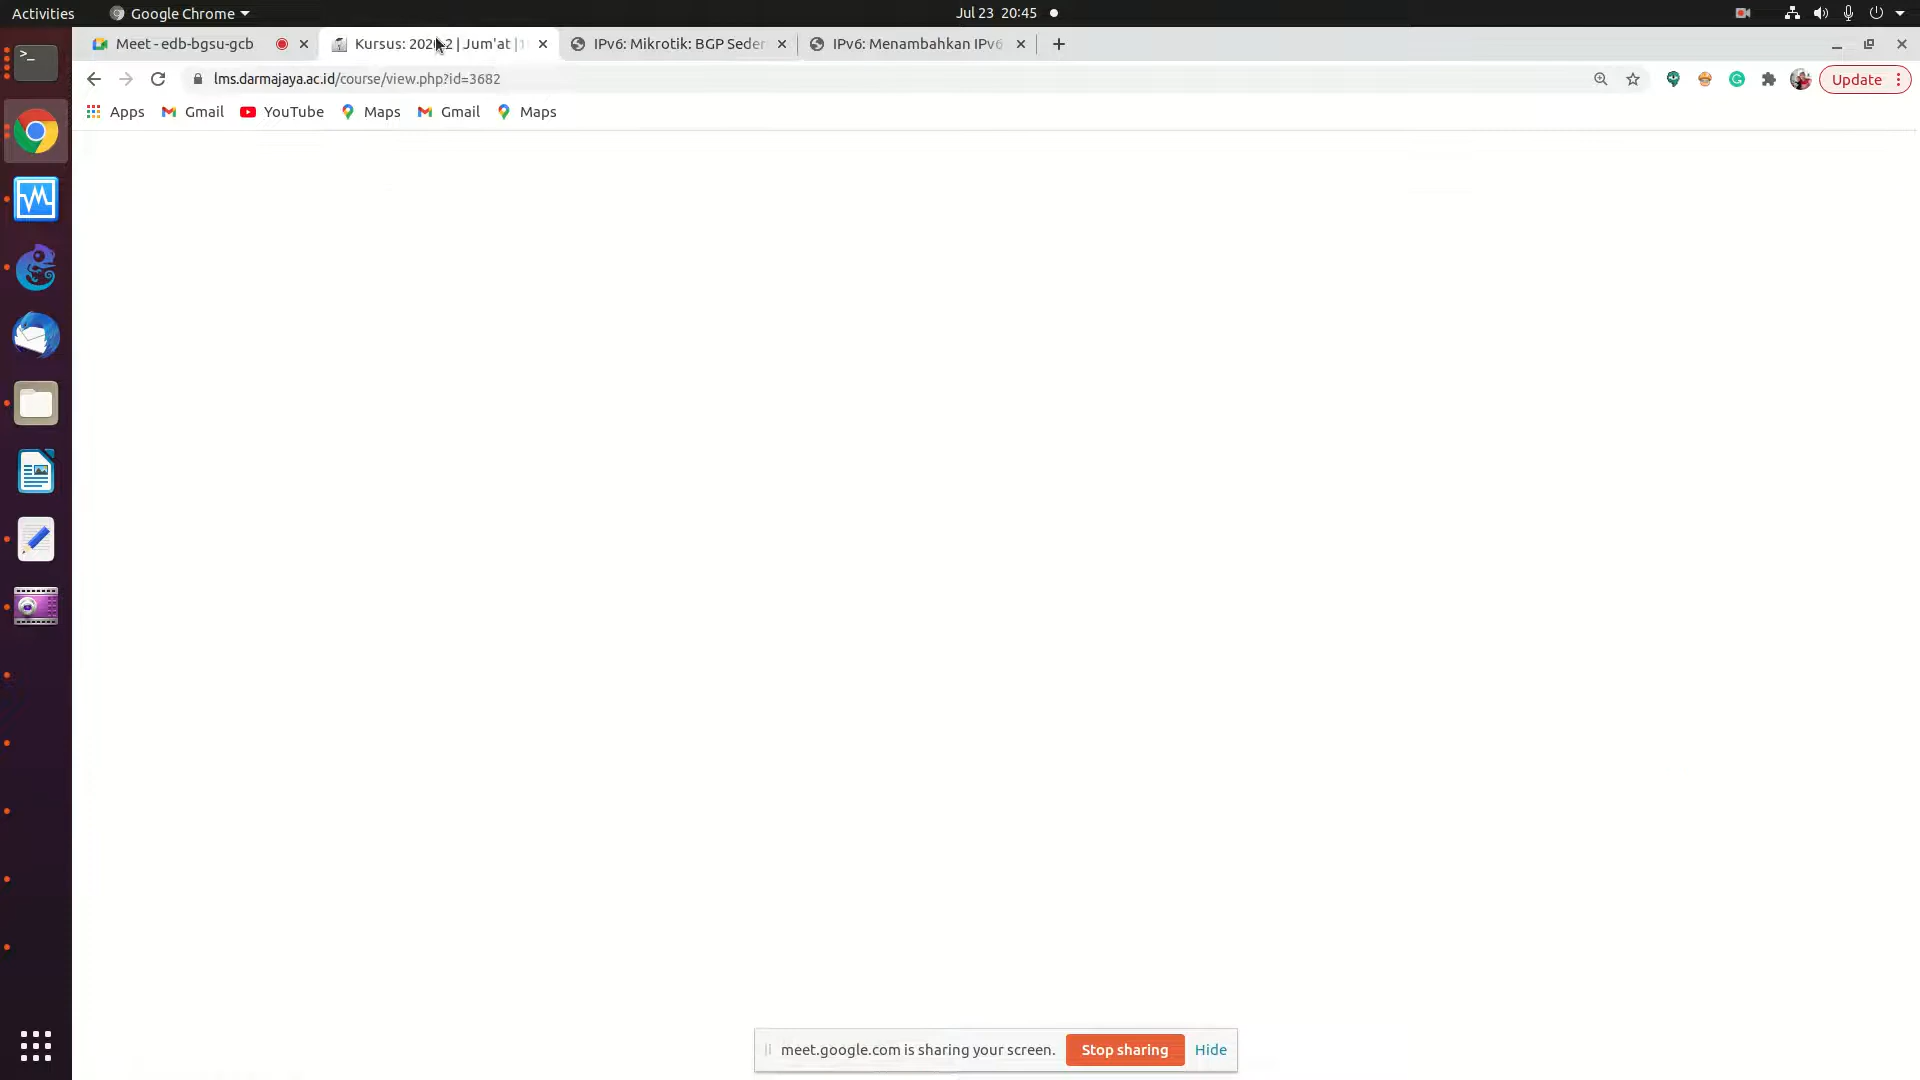 Activities
Google Chrome
Jul 23 20:45
Meet - edb-bgsu-gcb
Kursus: 202 2 | Jum'at |
IPv6: Mikrotik: BGP Seder
IPv6: Menambahkan IPv6
lms.darmajaya.ac.id/course/view.php?id=3682
Update
Apps
Gmail
YouTube
Maps
Gmail
Maps
meet.google.com is sharing your screen.
Stop sharing
Hide